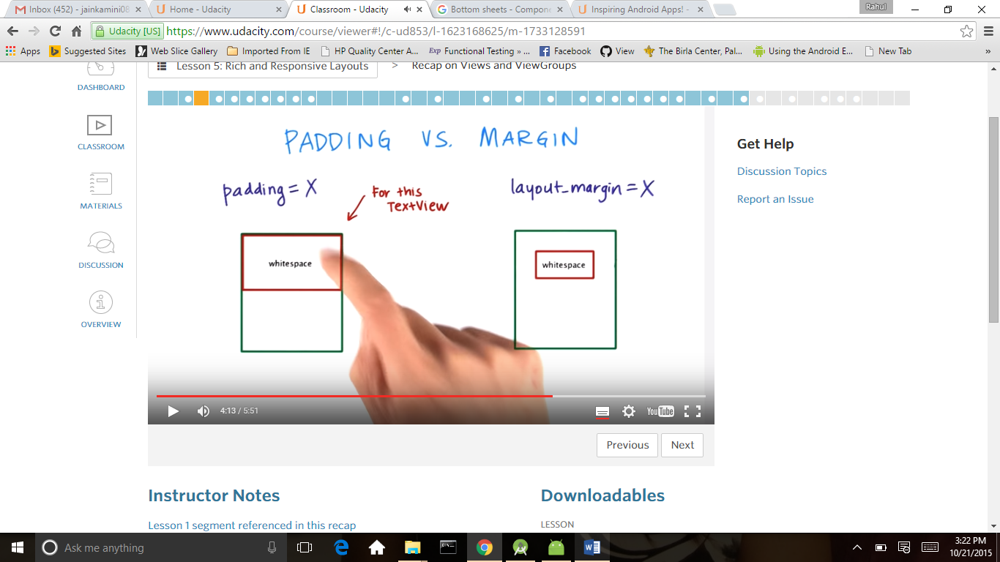 Inbox (452) - jainkamini08
Home - Udacity
Classroom - Udacity
Bottom sheets - Compone
Inspiring Android Apps! -
Rahul
Udacity [US]
https://www.udacity.com/course/viewer#!/c-ud853/l-1623168625/m-1733128591
Apps
Suggested Sites
Web Slice Gallery
Imported From IE
HP Quality Center A...
Exp Functional Testing » ...
Facebook
View
The Birla Center, Pal...
Using the Android E...
New Tab
»
Lesson 5: Rich and Responsive Layouts > Recap on Views and ViewGroups
DASHBOARD
CLASSROOM
MATERIALS
DISCUSSION
OVERVIEW
PADDING VS. MARGIN
padding = X
For this
TextView
layout_margin = X
whitespace
whitespace
4:13 / 5:51
YouTube
Previous
Next
Get Help
Discussion Topics
Report an Issue
Instructor Notes
Lesson 1 segment referenced in this recap
Downloadables
LESSON
Ask me anything
3:22 PM
10/21/2015